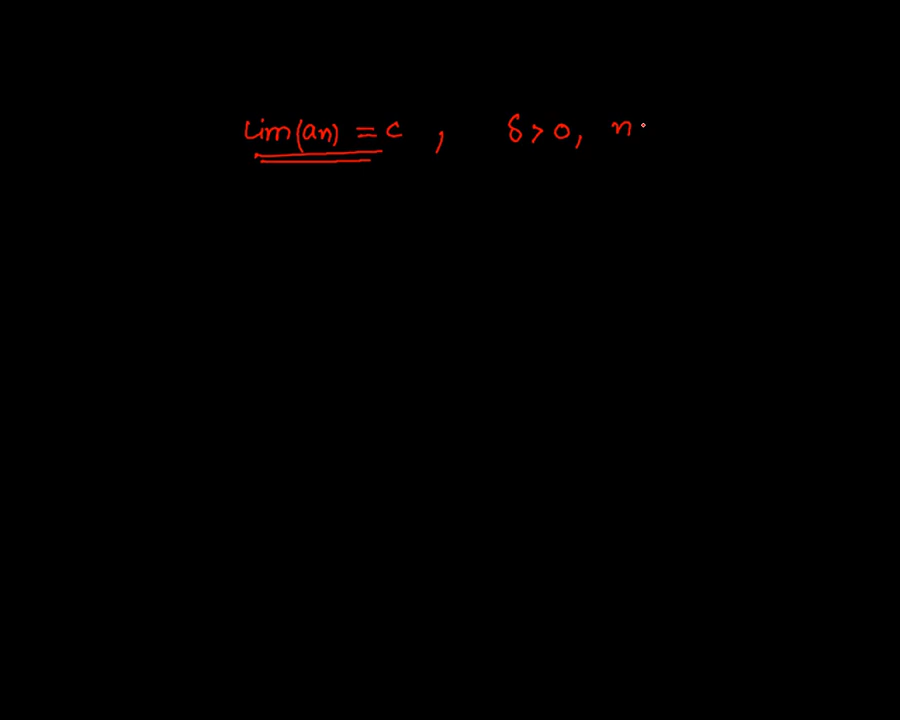 Lim(an) = c , δ > 0, n